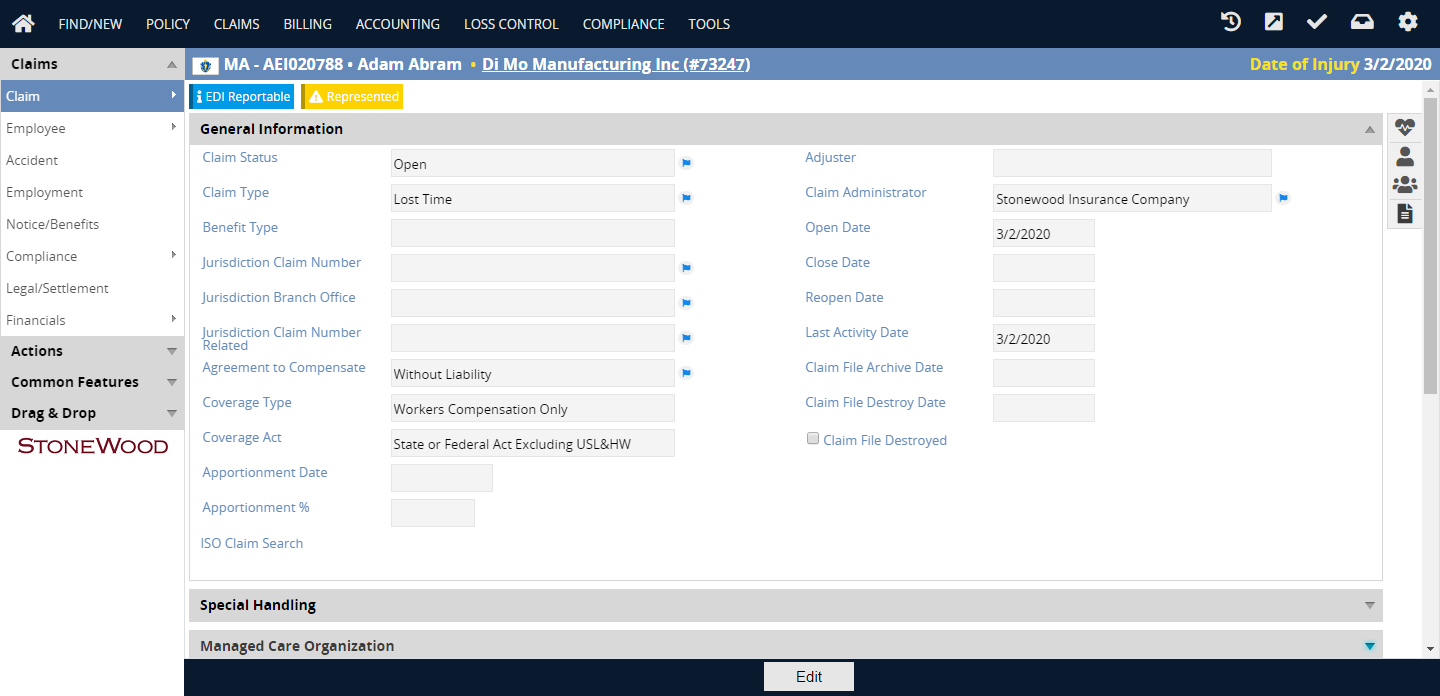 FIND/NEW POLICY CLAIMS BILLING ACCOUNTING LOSS CONTROL COMPLIANCE TOOLS
Claims
MA - AEI020788 • Adam Abram • Di Mo Manufacturing Inc (#73247) Date of Injury 3/2/2020
Claim
Employee
Accident
Employment
Notice/Benefits
Compliance
Legal/Settlement
Financials
Actions
Common Features
Drag & Drop
STONEWOOD
EDI Reportable Represented
General Information
Claim Status Open
Claim Type Lost Time
Benefit Type
Jurisdiction Claim Number
Jurisdiction Branch Office
Jurisdiction Claim Number
Related
Agreement to Compensate Without Liability
Coverage Type Workers Compensation Only
Coverage Act State or Federal Act Excluding USL&HW
Apportionment Date
Apportionment %
ISO Claim Search
Adjuster
Claim Administrator Stonewood Insurance Company
Open Date 3/2/2020
Close Date
Reopen Date
Last Activity Date 3/2/2020
Claim File Archive Date
Claim File Destroy Date
Claim File Destroyed
Special Handling
Managed Care Organization
Edit